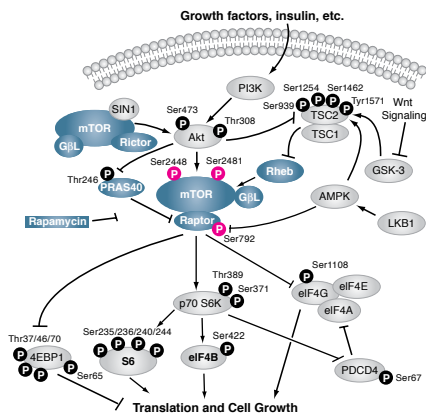 Growth factors, insulin, etc.
PI3K
Ser1254
Ser1462
Ser939
Tyr1571
P
P
P
P
TSC2
TSC1
Wnt
Signaling
SIN1
mTOR
GβL
Rictor
Ser473
P
Akt
P
Thr308
GSK-3
Thr246
P
PRAS40
Ser2448
Ser2481
P
P
mTOR
GβL
Rheb
AMPK
LKB1
Rapamycin
Raptor
P
Ser792
Thr389
P
Ser371
P
p70 S6K
Ser1108
P
eIF4G
eIF4E
eIF4A
Thr37/46/70
P
4EBP1
P
P
P
Ser65
Ser235/236/240/244
P
P
P
P
S6
Ser422
P
eIF4B
PDCD4
P
Ser67
Translation and Cell Growth